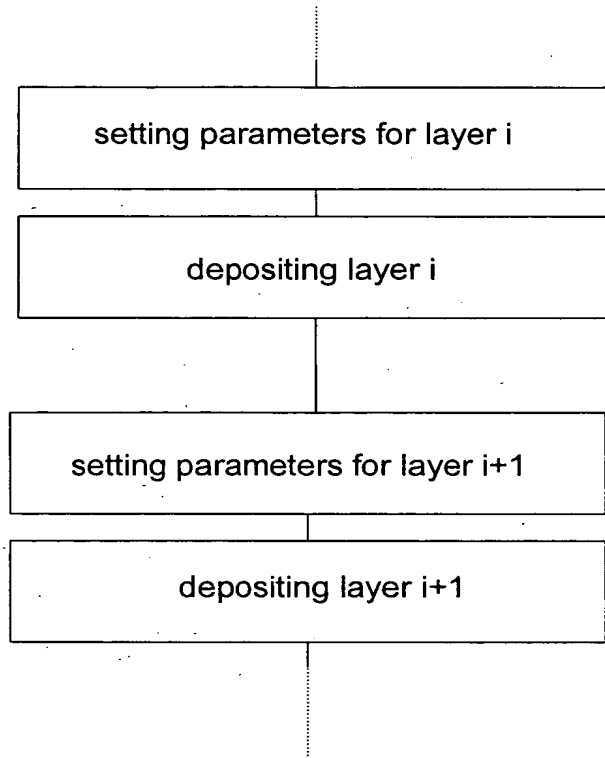 setting parameters for layer i
depositing layer i
setting parameters for layer i+1
depositing layer i+1